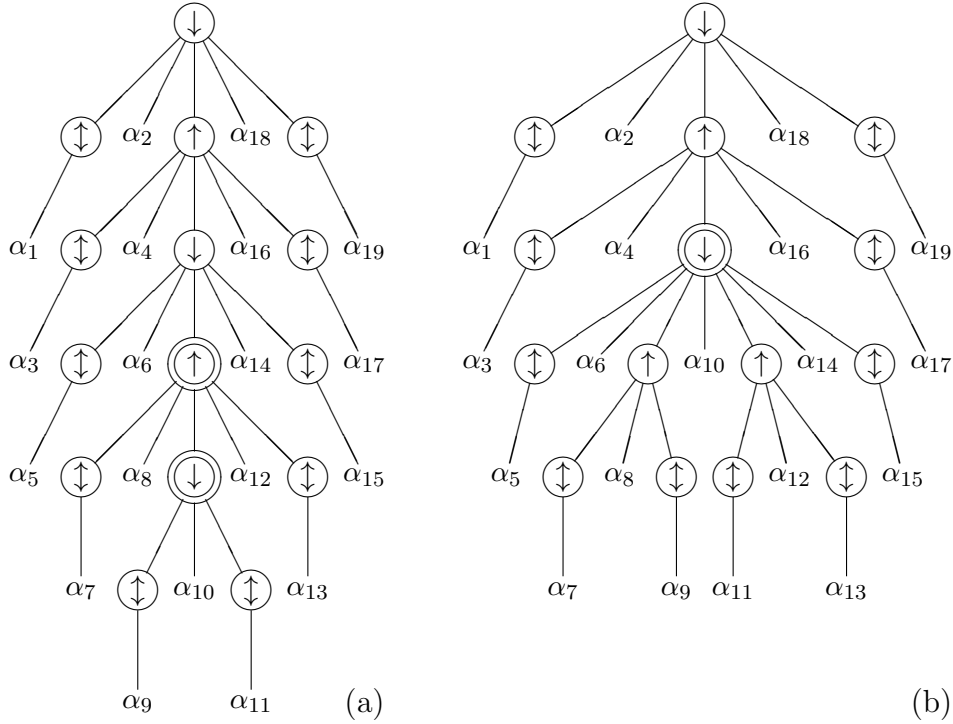 ↓ ↓
↕ α₂ ↑ α₁₈ ↕ ↕ α₂ ↑ α₁₈ ↕
α₁ ↕ α₄ ↓ α₁₆ ↕ α₁₉ α₁ ↕ α₄ ↓ α₁₆ ↕ α₁₉
α₃ ↕ α₆ ↑ α₁₄ ↕ α₁₇ α₃ ↕ α₆ ↑ α₁₀ ↑ α₁₄ ↕ α₁₇
α₅ ↕ α₈ ↓ α₁₂ ↕ α₁₅ α₅ ↕ α₈ ↕ ↕ α₁₂ ↕ α₁₅
α₇ ↕ α₁₀ ↕ α₁₃ α₇ α₉ α₁₁ α₁₃
α₉ α₁₁ (a) (b)